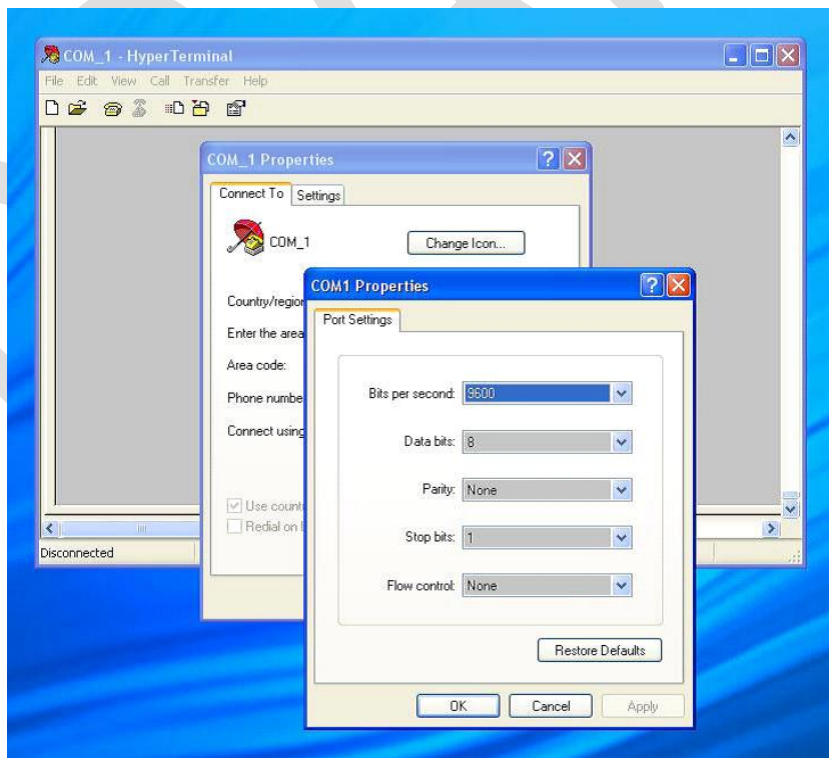 COM_1 - HyperTerminal
File Edit View Call Transfer Help
COM_1 Properties
Connect To Settings
COM_1
Change Icon...
Country/region
Enter the area
Area code:
Phone numbe
Connect using
Use count
Redial on
Disconnected
COM1 Properties
Port Settings
Bits per second: 9600
Data bits: 8
Parity: None
Stop bits: 1
Flow control: None
Restore Defaults
OK Cancel Apply